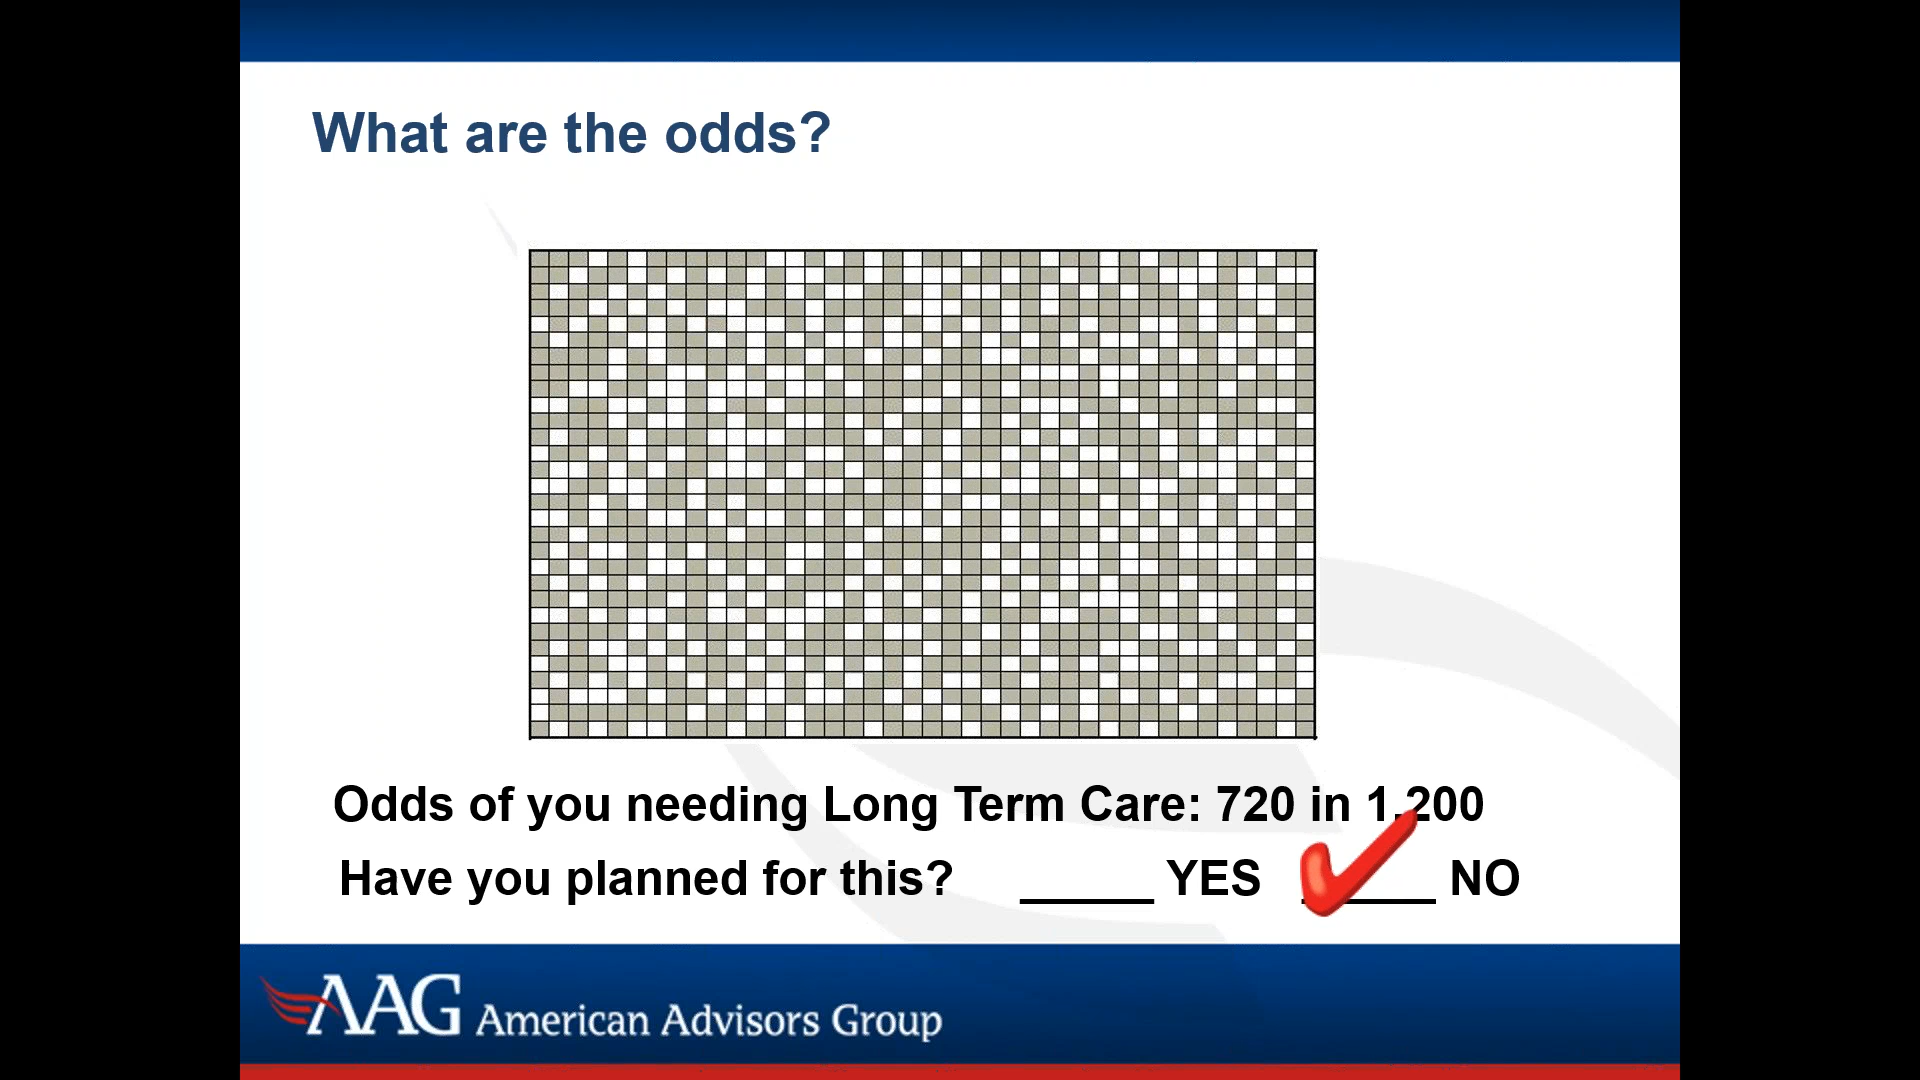 What are the odds?
Odds of you needing Long Term Care: 720 in 1,200
Have you planned for this? _____ YES _____ NO
AAG American Advisors Group